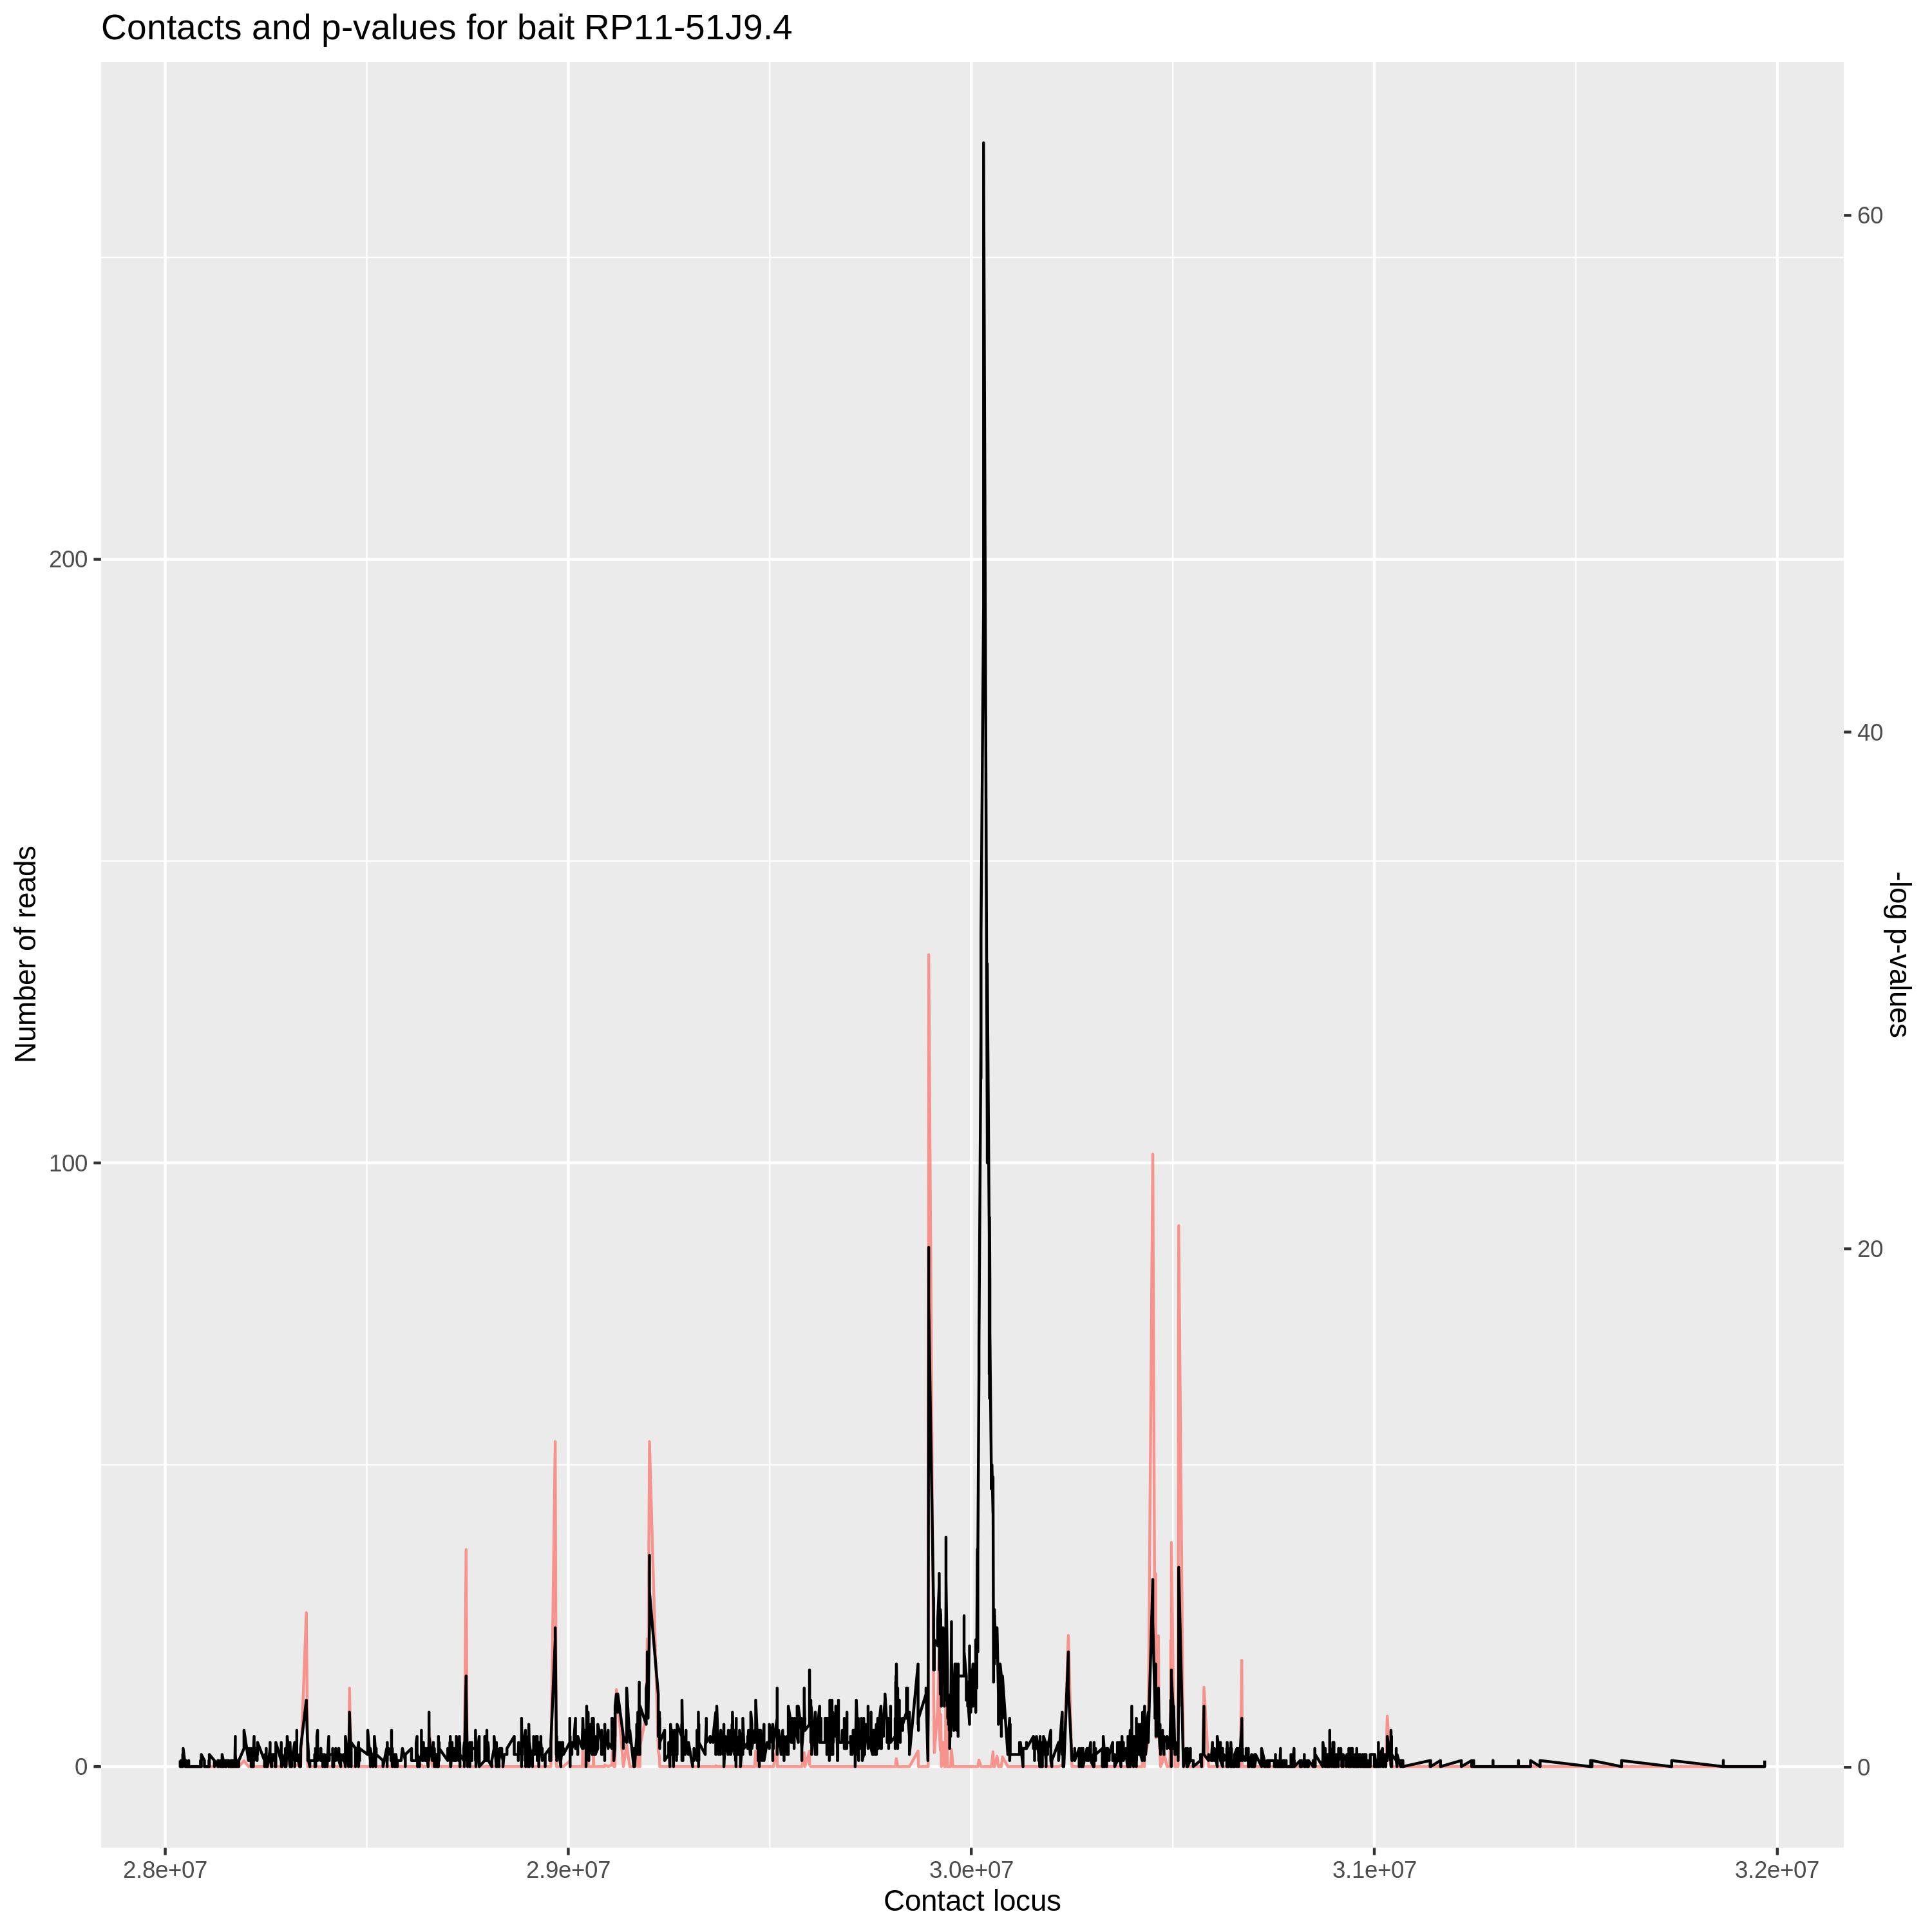 Contacts and p-values for bait RP11-51J9.4
Number of reads
200
100
0
60
40
20
0
-log p-values
2.8e+07 2.9e+07 3.0e+07 3.1e+07 3.2e+07
Contact locus